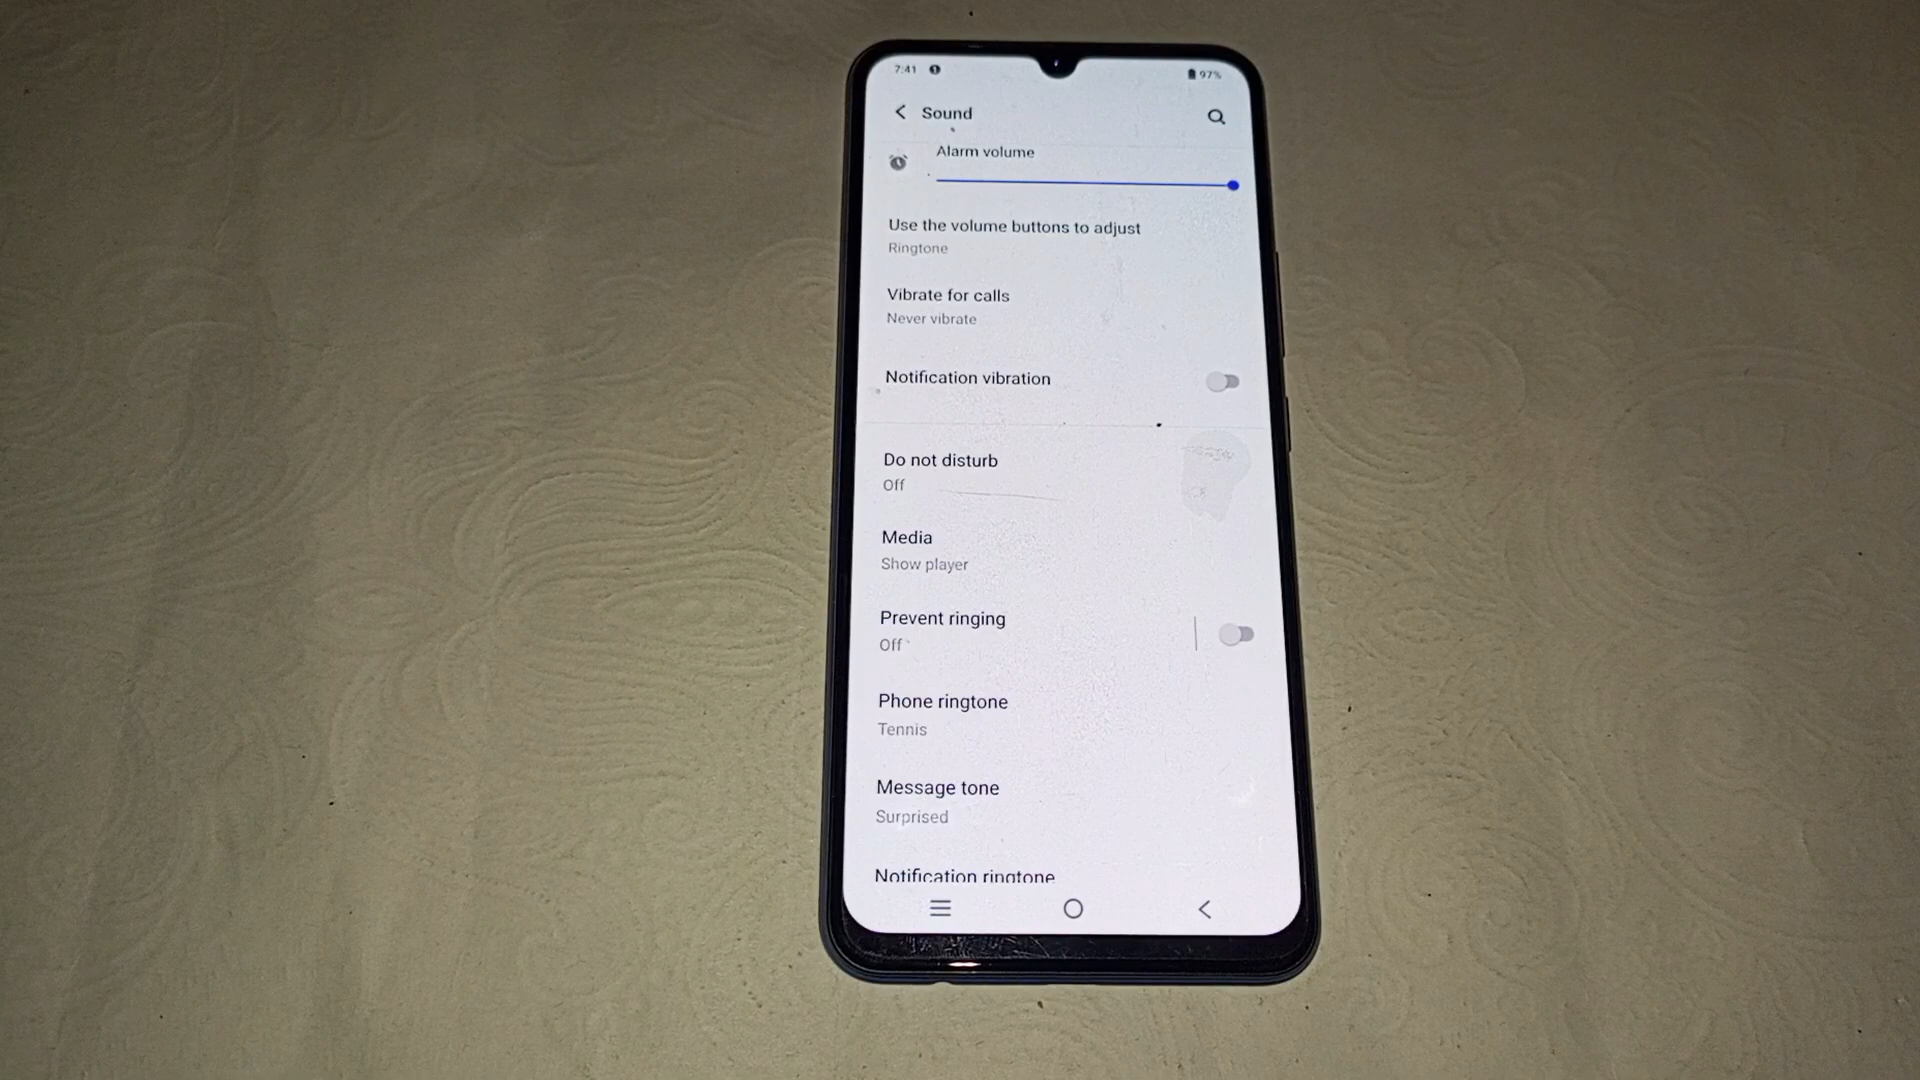 7:41
97%
Sound
Alarm volume
Use the volume buttons to adjust
Ringtone
Vibrate for calls
Never vibrate
Notification vibration
Do not disturb
Off
Media
Show player
Prevent ringing
Off
Phone ringtone
Tennis
Message tone
Surprised
Notification ringtone